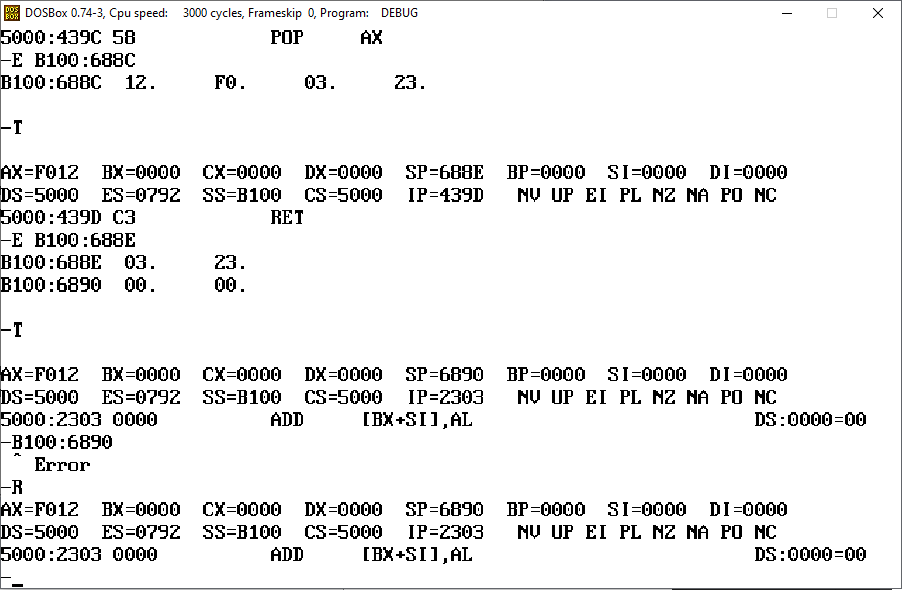 DOSBox 0.74-3, Cpu speed: 3000 cycles, Frameskip 0, Program: DEBUG
5000:439C 58 POP AX
-E B100:688C
B100:688C 12. F0. 03. 23.
-T
AX=F012 BX=0000 CX=0000 DX=0000 SP=688E BP=0000 SI=0000 DI=0000
DS=5000 ES=0792 SS=B100 CS=5000 IP=439D NV UP EI PL NZ NA PO NC
5000:439D C3 RET
-E B100:688E
B100:688E 03. 23.
B100:6890 00. 00.
-T
AX=F012 BX=0000 CX=0000 DX=0000 SP=6890 BP=0000 SI=0000 DI=0000
DS=5000 ES=0792 SS=B100 CS=5000 IP=2303 NV UP EI PL NZ NA PO NC
5000:2303 0000 ADD [BX+SI],AL DS:0000=00
-B100:6890
^ Error
-R
AX=F012 BX=0000 CX=0000 DX=0000 SP=6890 BP=0000 SI=0000 DI=0000
DS=5000 ES=0792 SS=B100 CS=5000 IP=2303 NV UP EI PL NZ NA PO NC
5000:2303 0000 ADD [BX+SI],AL DS:0000=00
-_